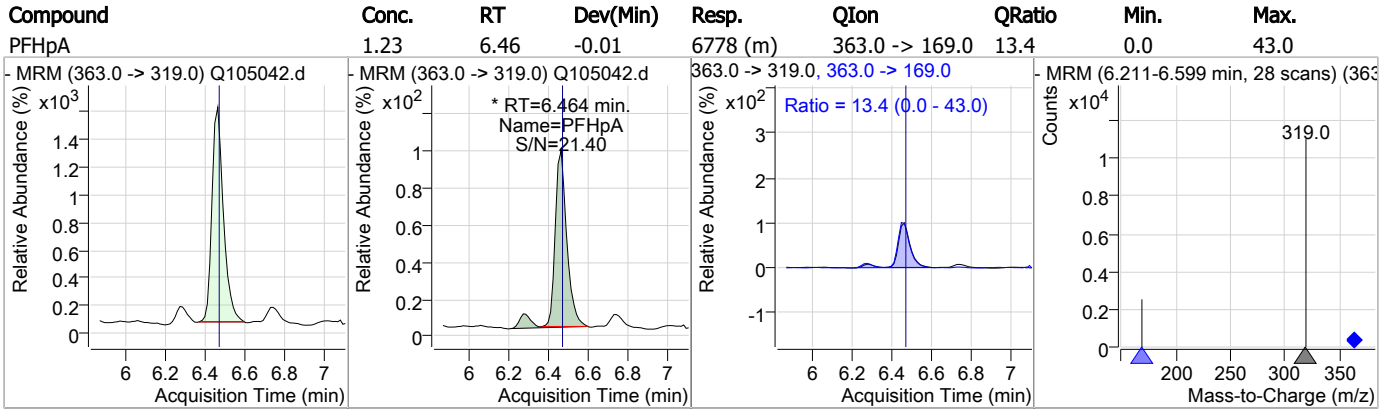 Compound Conc. RT Dev(Min) Resp. QIon QRatio Min. Max.
PFHpA 1.23 6.46 -0.01 6778 (m) 363.0 -> 169.0 13.4 0.0 43.0
- MRM (363.0 -> 319.0) Q105042.d
Relative Abundance (%)
x10³
1.4
1.2
1
0.8
0.6
0.4
0.2
0
6 6.2 6.4 6.6 6.8 7
Acquisition Time (min)
- MRM (363.0 -> 319.0) Q105042.d
Relative Abundance (%)
x10²
* RT=6.464 min.
Name=PFHpA
S/N=21.40
1
0.8
0.6
0.4
0.2
0
6 6.2 6.4 6.6 6.8 7
Acquisition Time (min)
363.0 -> 319.0, 363.0 -> 169.0
Relative Abundance (%)
x10²
Ratio = 13.4 (0.0 - 43.0)
3
2
1
0
-1
6 6.2 6.4 6.6 6.8 7
Acquisition Time (min)
- MRM (6.211-6.599 min, 28 scans) (363
Counts
x10⁴
319.0
1
0.8
0.6
0.4
0.2
0
200 250 300 350
Mass-to-Charge (m/z)